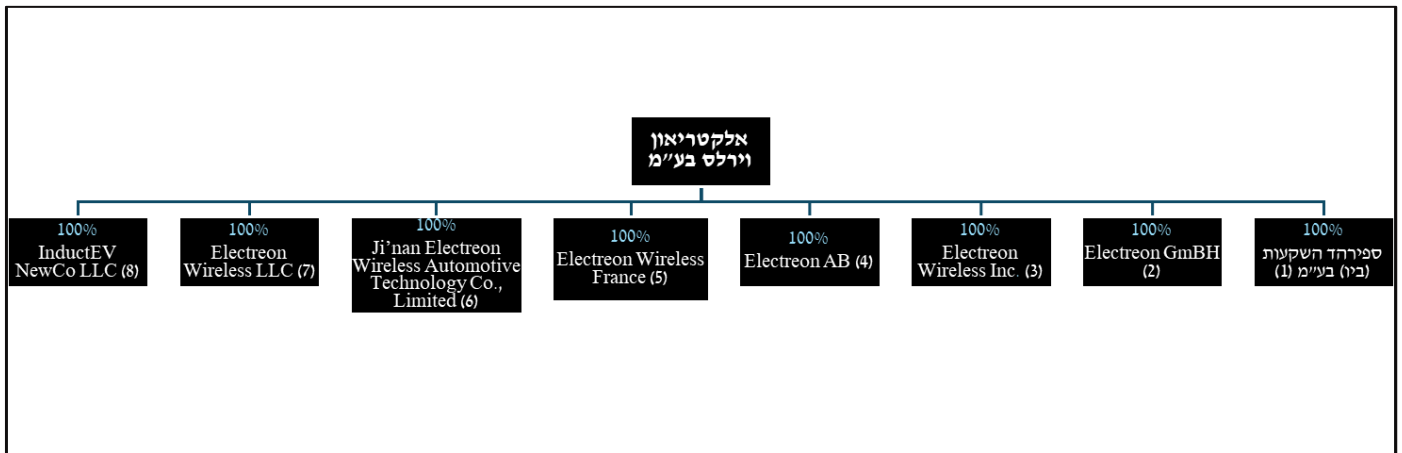 אלקטריאון
וירלס בע״מ
100%
ספירהד השקעות
(ביו) בע״מ (1)
100%
Electreon GmBH
(2)
100%
Electreon
Wireless Inc. (3)
100%
Electreon AB (4)
100%
Electreon Wireless
France (5)
100%
Ji’nan Electreon
Wireless Automotive
Technology Co.,
Limited (6)
100%
Electreon
Wireless LLC (7)
100%
InductEV
NewCo LLC (8)